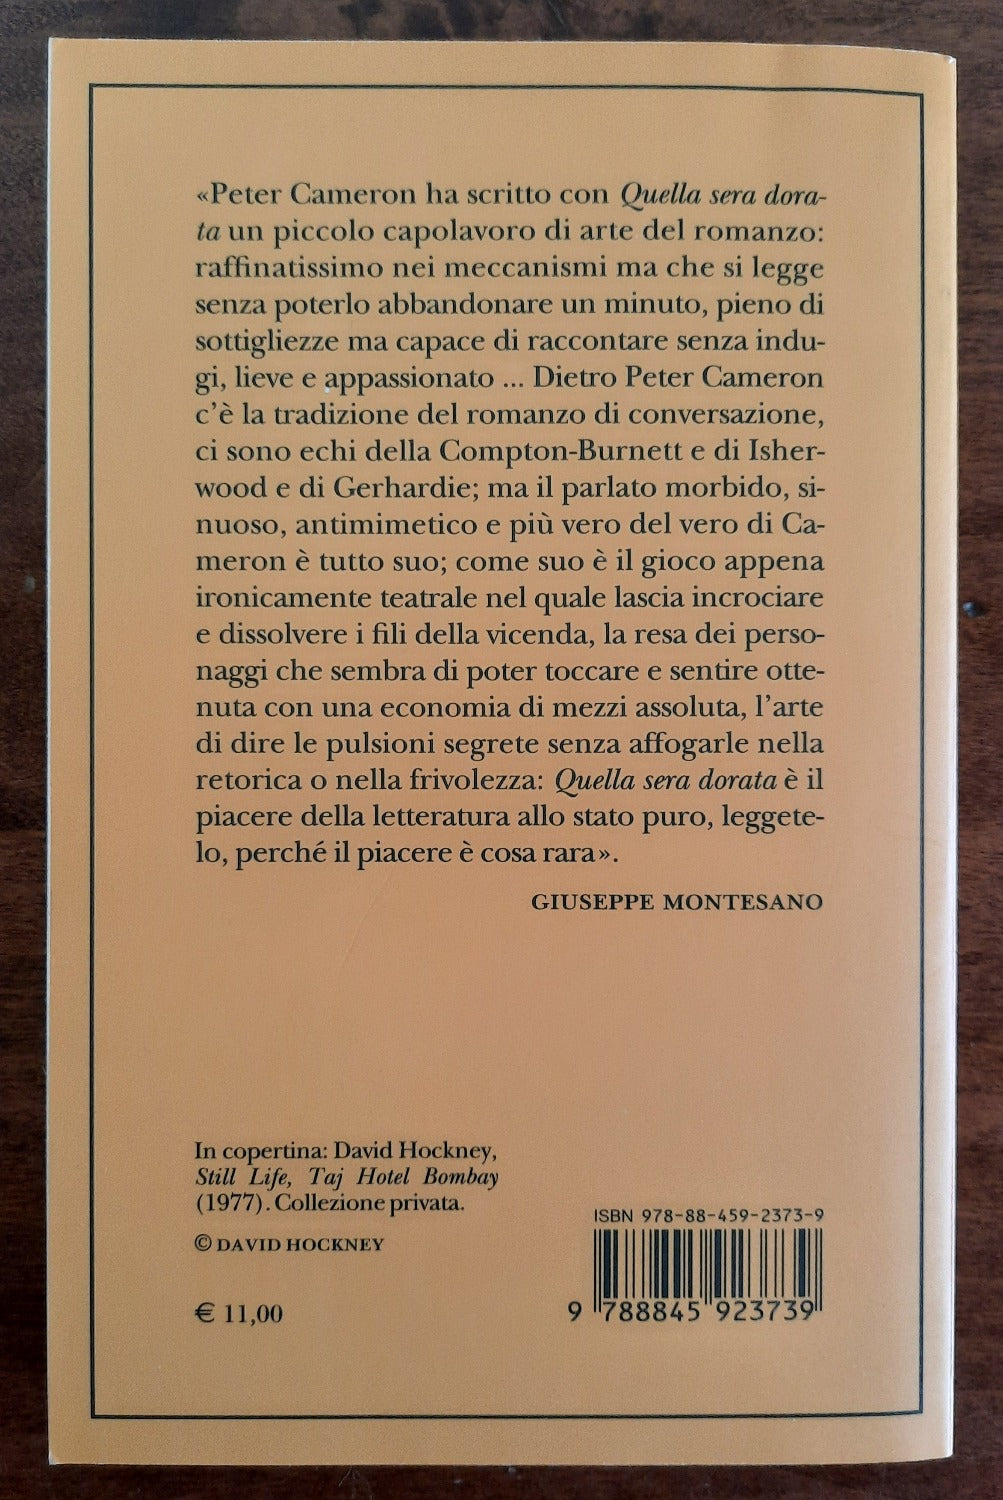 «Peter Cameron ha scritto con Quella sera dora-
ta un piccolo capolavoro di arte del romanzo:
raffinatissimo nei meccanismi ma che si legge
senza poterlo abbandonare un minuto, pieno di
sottigliezze ma capace di raccontare senza indu-
gi, lieve e appassionato ... Dietro Peter Cameron
c'è la tradizione del romanzo di conversazione,
ci sono echi della Compton-Burnett e di Isher-
wood e di Gerhardie; ma il parlato morbido, si-
nuoso, antimimetico e più vero del vero di Ca-
meron è tutto suo; come suo è il gioco appena
ironicamente teatrale nel quale lascia incrociare
e dissolvere i fili della vicenda, la resa dei perso-
naggi che sembra di poter toccare e sentire otte-
nuta con una economia di mezzi assoluta, l'arte
di dire le pulsioni segrete senza affogarle nella
retorica o nella frivolezza: Quella sera dorata è il
piacere della letteratura allo stato puro, leggete-
lo, perché il piacere è cosa rara».
GIUSEPPE MONTESANO
In copertina: David Hockney,
Still Life, Taj Hotel Bombay
(1977). Collezione privata.
© DAVID HOCKNEY
€ 11,00
ISBN 978-88-459-2373-9
9 788845 923739